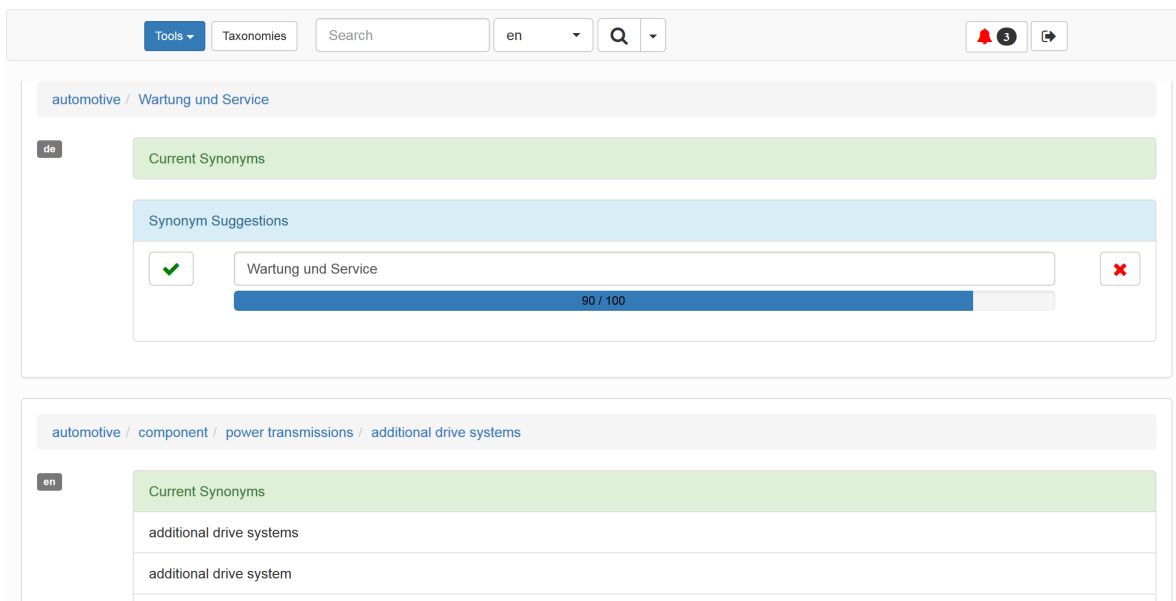 Tools Taxonomies Search en 3
automotive / Wartung und Service
de
Current Synonyms
Synonym Suggestions
Wartung und Service
90 / 100
automotive / component / power transmissions / additional drive systems
en
Current Synonyms
additional drive systems
additional drive system